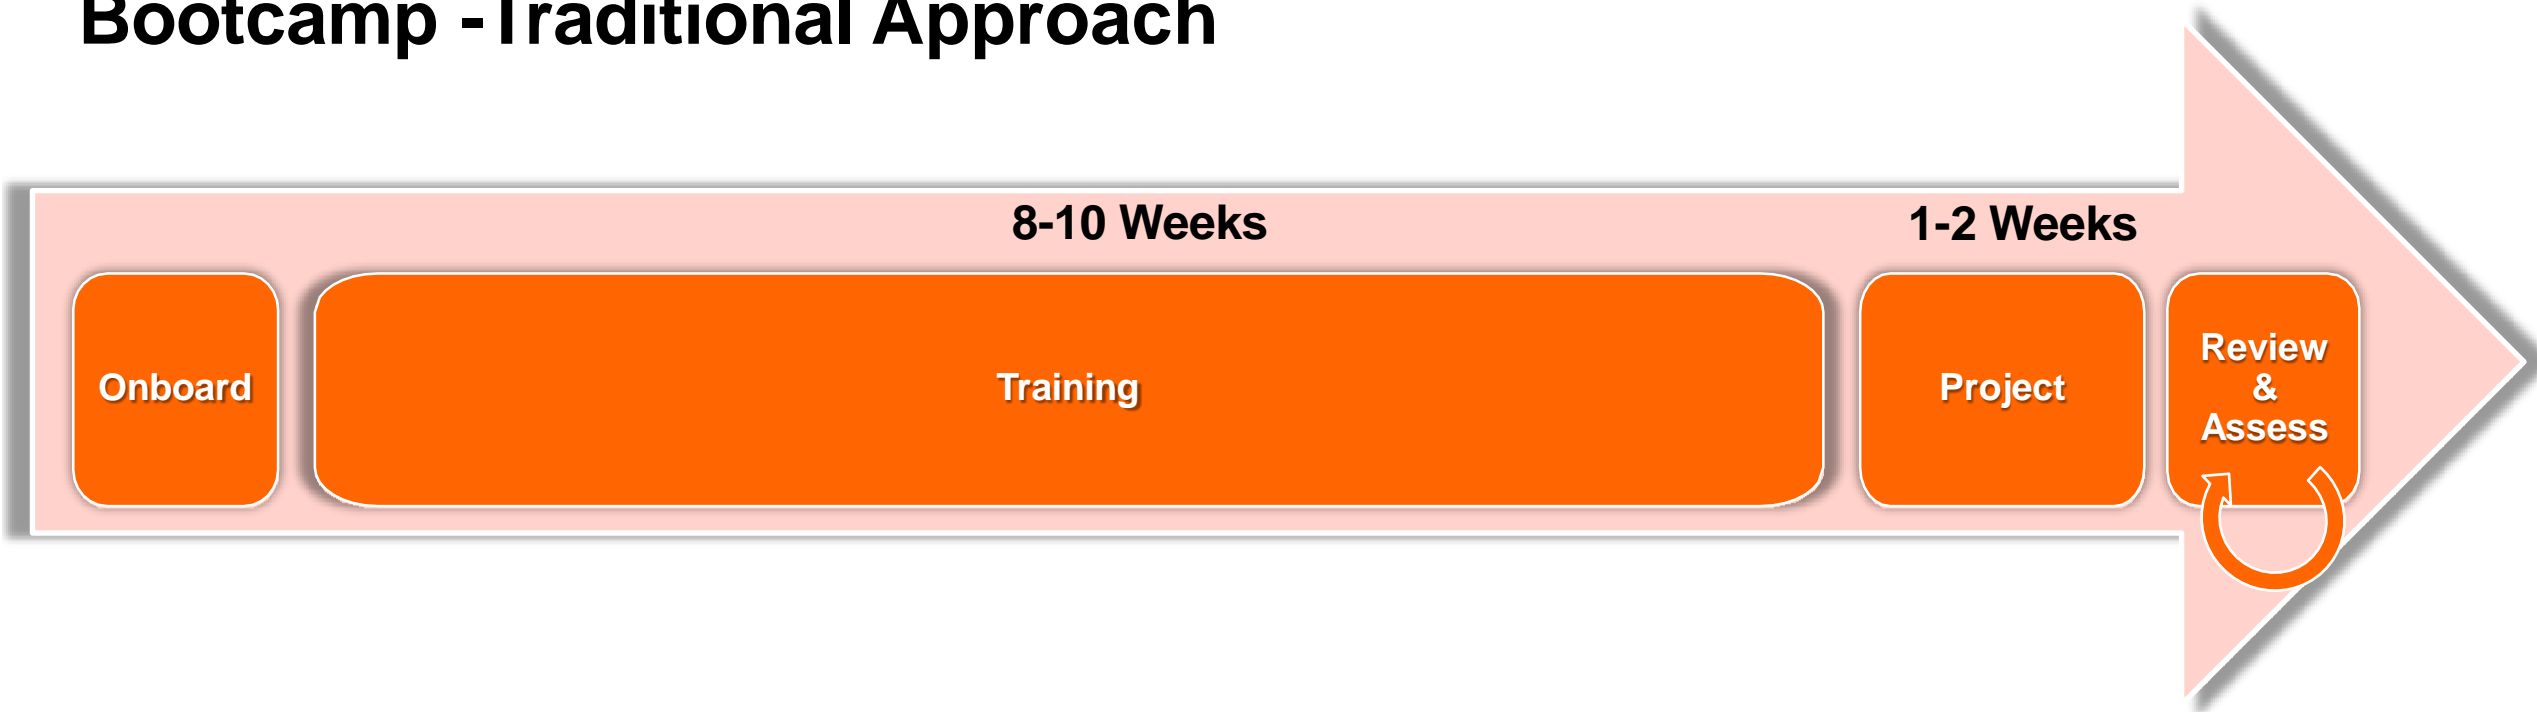 Bootcamp -Traditional Approach
8-10 Weeks
1-2 Weeks
Onboard
Training
Project
Review
&
Assess